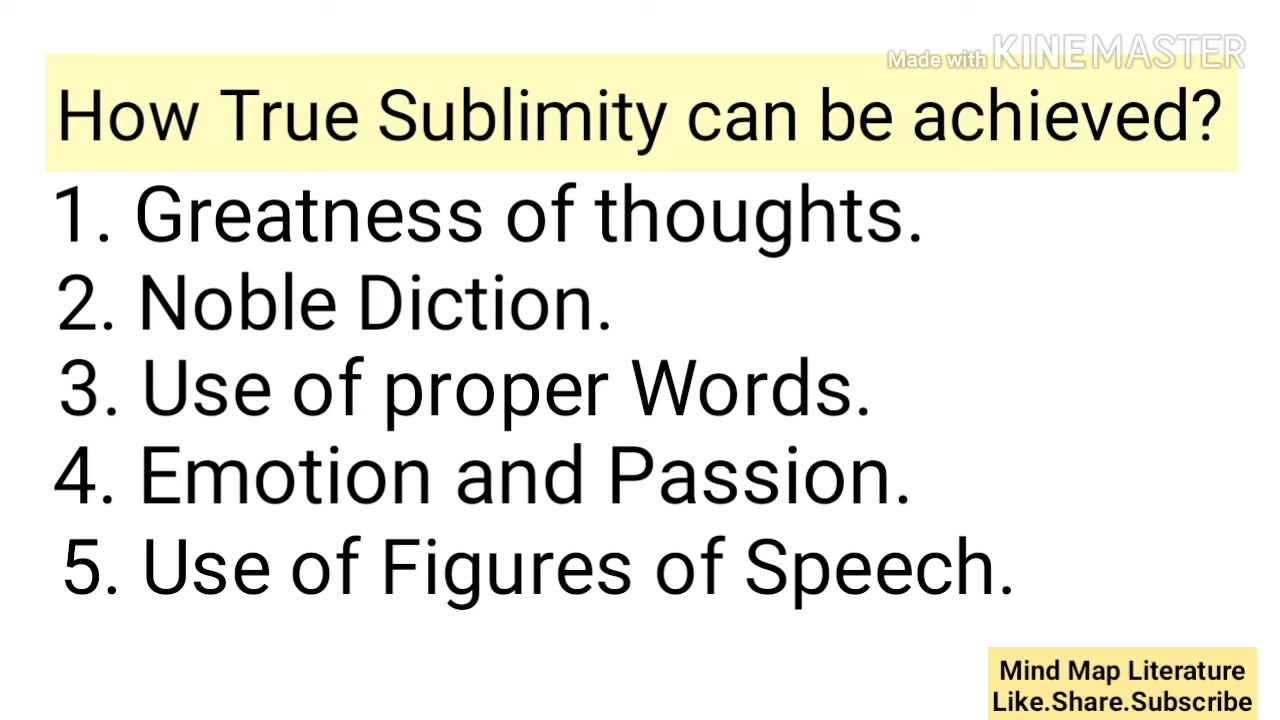 Made with KINEMASTER
How True Sublimity can be achieved?
1. Greatness of thoughts.
2. Noble Diction.
3. Use of proper Words.
4. Emotion and Passion.
5. Use of Figures of Speech.
Mind Map Literature
Like.Share.Subscribe